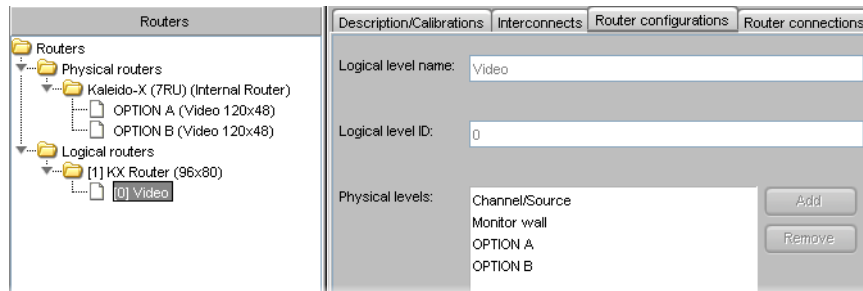 Routers
Routers
Physical routers
Kaleido-X (7RU) (Internal Router)
OPTION A (Video 120x48)
OPTION B (Video 120x48)
Logical routers
[1] KX Router (96x80)
[0] Video
Description/Calibrations
Interconnects
Router configurations
Router connections
Logical level name:
Video
Logical level ID:
0
Physical levels:
Channel/Source
Monitor wall
OPTION A
OPTION B
Add
Remove